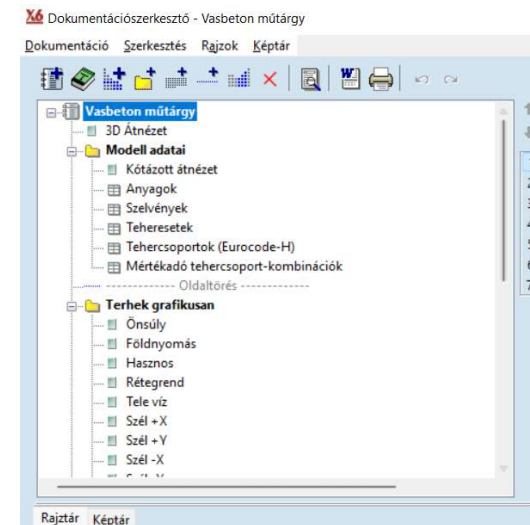 X6 Dokumentációszerkesztő - Vasbeton műtárgy
Dokumentáció Szerkesztés Rajzok Képtár
Vasbeton műtárgy
3D Átnézet
Modell adatai
Kótázott átnézet
Anyagok
Szelvények
Teheresetek
Tehercsoportok (Eurocode-H)
Mértékadó tehercsoport-kombinációk
------------- Oldaltörés -------------
Terhek grafikusan
Önsúly
Földnyomás
Hasznos
Rétegrend
Tele víz
Szél +X
Szél +Y
Szél -X
Rajztár Képtár